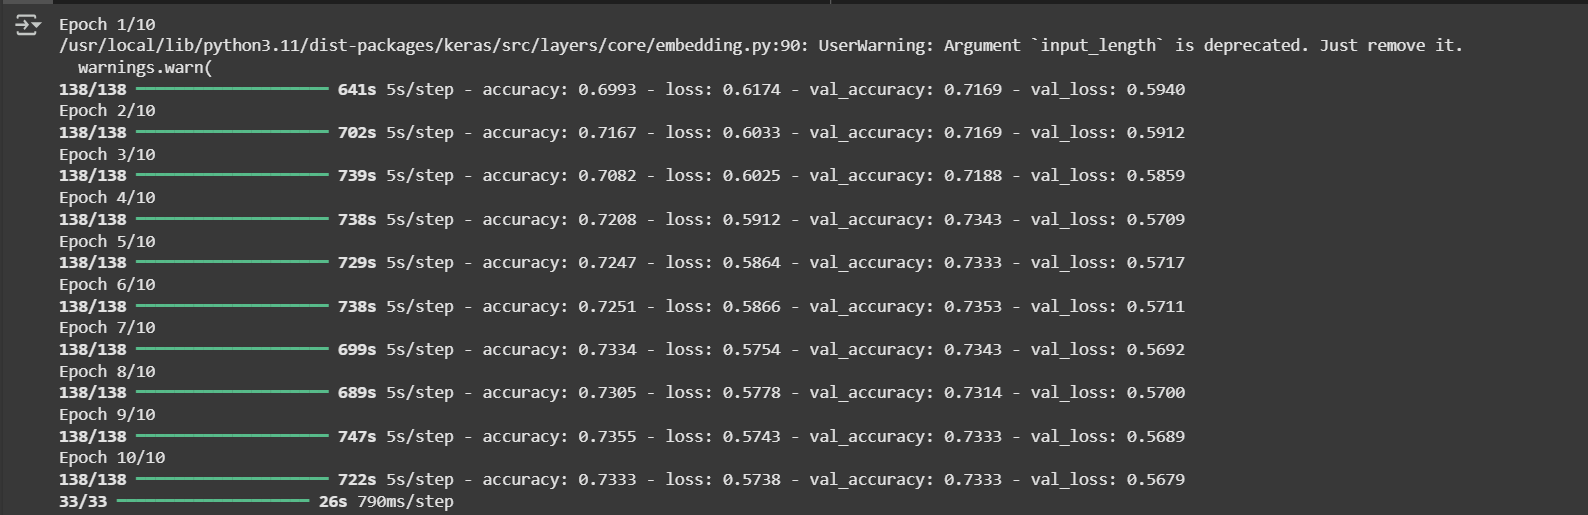 Epoch 1/10
/usr/local/lib/python3.11/dist-packages/keras/src/layers/core/embedding.py:90: UserWarning: Argument `input_length` is deprecated. Just remove it.
  warnings.warn(
138/138 ━━━━━━━━━━━━━━━━━━━━ 641s 5s/step - accuracy: 0.6993 - loss: 0.6174 - val_accuracy: 0.7169 - val_loss: 0.5940
Epoch 2/10
138/138 ━━━━━━━━━━━━━━━━━━━━ 702s 5s/step - accuracy: 0.7167 - loss: 0.6033 - val_accuracy: 0.7169 - val_loss: 0.5912
Epoch 3/10
138/138 ━━━━━━━━━━━━━━━━━━━━ 739s 5s/step - accuracy: 0.7082 - loss: 0.6025 - val_accuracy: 0.7188 - val_loss: 0.5859
Epoch 4/10
138/138 ━━━━━━━━━━━━━━━━━━━━ 738s 5s/step - accuracy: 0.7208 - loss: 0.5912 - val_accuracy: 0.7343 - val_loss: 0.5709
Epoch 5/10
138/138 ━━━━━━━━━━━━━━━━━━━━ 729s 5s/step - accuracy: 0.7247 - loss: 0.5864 - val_accuracy: 0.7333 - val_loss: 0.5717
Epoch 6/10
138/138 ━━━━━━━━━━━━━━━━━━━━ 738s 5s/step - accuracy: 0.7251 - loss: 0.5866 - val_accuracy: 0.7353 - val_loss: 0.5711
Epoch 7/10
138/138 ━━━━━━━━━━━━━━━━━━━━ 699s 5s/step - accuracy: 0.7334 - loss: 0.5754 - val_accuracy: 0.7343 - val_loss: 0.5692
Epoch 8/10
138/138 ━━━━━━━━━━━━━━━━━━━━ 689s 5s/step - accuracy: 0.7305 - loss: 0.5778 - val_accuracy: 0.7314 - val_loss: 0.5700
Epoch 9/10
138/138 ━━━━━━━━━━━━━━━━━━━━ 747s 5s/step - accuracy: 0.7355 - loss: 0.5743 - val_accuracy: 0.7333 - val_loss: 0.5689
Epoch 10/10
138/138 ━━━━━━━━━━━━━━━━━━━━ 722s 5s/step - accuracy: 0.7333 - loss: 0.5738 - val_accuracy: 0.7333 - val_loss: 0.5679
33/33 ━━━━━━━━━━━━━━━━━━━━ 26s 790ms/step